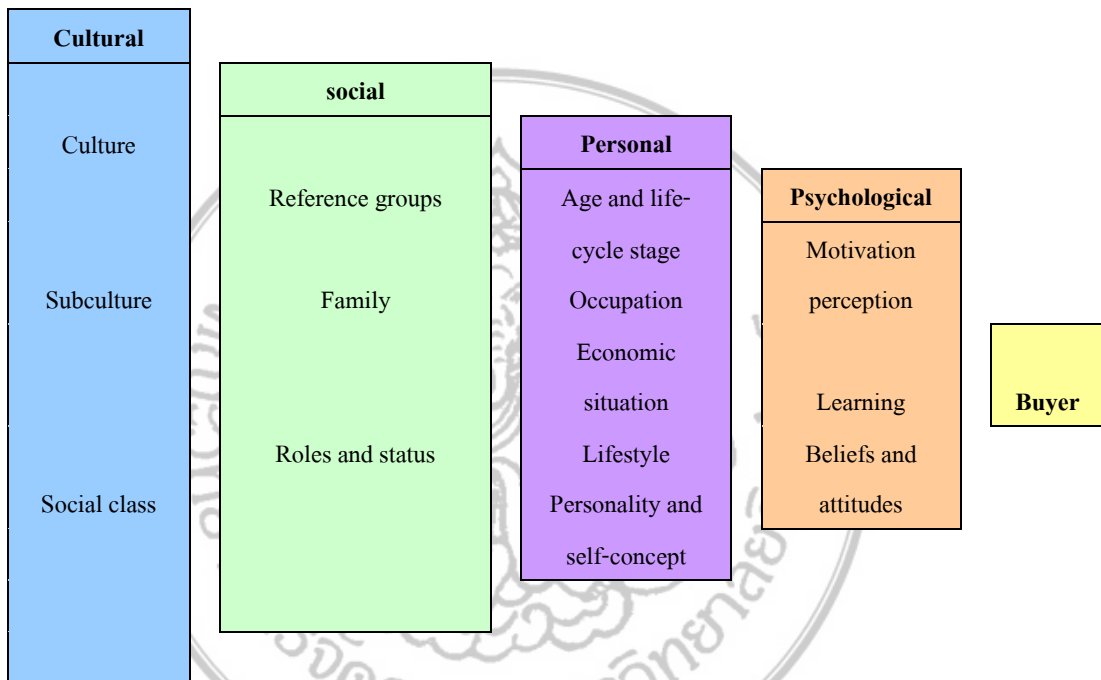 Cultural
Culture
Subculture
Social class
social
Reference groups
Family
Roles and status
Personal
Age and life-
cycle stage
Occupation
Economic
situation
Lifestyle
Personality and
self-concept
Psychological
Motivation
perception
Learning
Beliefs and
attitudes
Buyer